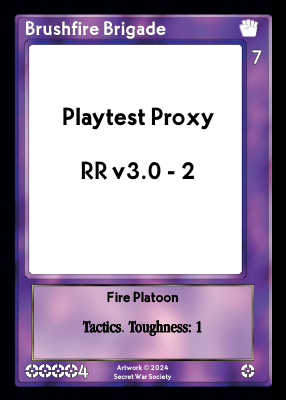 Brushfire Brigade
7
Playtest Proxy
RR v3.0 - 2
Fire Platoon
Tactics. Toughness: 1
4
Artwork © 2024
Secret War Society